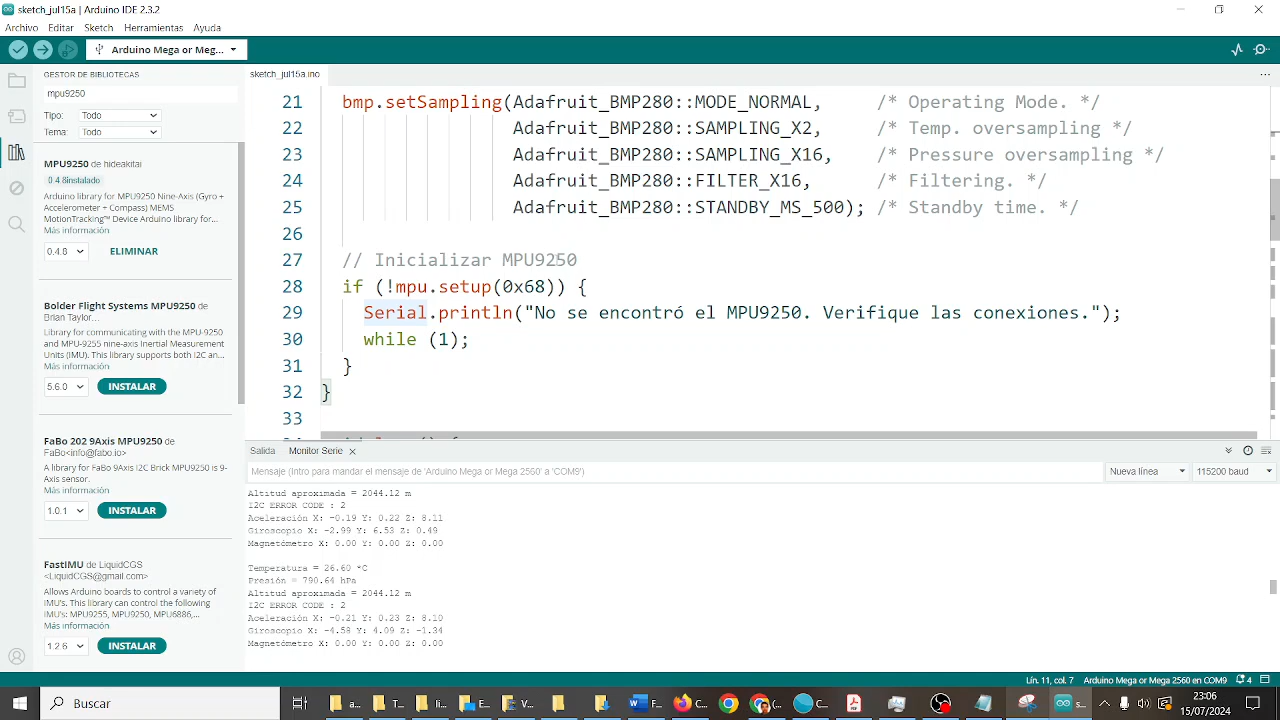 sketch_jul15a | Arduino IDE 2.3.2
Archivo Editar Sketch Herramientas Ayuda
Arduino Mega or Meg...
GESTOR DE BIBLIOTECAS
mpu9250
Tipo: Todo
Tema: Todo
MPU9250 de hideakitai
0.4.8instalado
Arduino library for MPU9250 Nine-Axis (Gyro +
Accelerometer + Compass) MEMS
MotionTracking™ Device Arduino library for...
Más información
0.4.8 ELIMINAR
Bolder Flight Systems MPU9250 de
Brian Taylor...
Library for communicating with the MPU-9250
and MPU-9255 nine-axis Inertial Measurement
Units (IMU). This library supports both I2C an...
Más información
5.6.0 INSTALAR
FaBo 202 9Axis MPU9250 de
FaBo<info@fabo.io>
A library for FaBo 9Axis I2C Brick MPU9250 is 9-
Axis sensor.
Más información
1.0.1 INSTALAR
FastIMU de LiquidCGS
<LiquidCGS@gmail.com>
Allows Arduino boards to control a variety of
IMU's. This library can control the following
IMU's: MPU9255, MPU9250, MPU6886,...
Más información
1.2.6 INSTALAR
sketch_jul15a.ino
21 bmp.setSampling(Adafruit_BMP280::MODE_NORMAL, /* Operating Mode. */
22 Adafruit_BMP280::SAMPLING_X2, /* Temp. oversampling */
23 Adafruit_BMP280::SAMPLING_X16, /* Pressure oversampling */
24 Adafruit_BMP280::FILTER_X16, /* Filtering. */
25 Adafruit_BMP280::STANDBY_MS_500); /* Standby time. */
26
27 // Inicializar MPU9250
28 if (!mpu.setup(0x68)) {
29 Serial.println("No se encontró el MPU9250. Verifique las conexiones.");
30 while (1);
31 }
32 }
33
Salida Monitor Serie
Mensaje (Intro para mandar el mensaje de 'Arduino Mega or Mega 2560' a 'COM9')
Nueva línea 115200 baud
Altitud aproximada = 2044.12 m
I2C ERROR CODE : 2
Aceleración X: -0.19 Y: 0.22 Z: 8.11
Giroscopio X: -2.99 Y: 6.53 Z: 0.49
Magnetómetro X: 0.00 Y: 0.00 Z: 0.00
Temperatura = 26.60 *C
Presión = 790.64 hPa
Altitud aproximada = 2044.12 m
I2C ERROR CODE : 2
Aceleración X: -0.21 Y: 0.23 Z: 8.10
Giroscopio X: -4.58 Y: 4.09 Z: -1.34
Magnetómetro X: 0.00 Y: 0.00 Z: 0.00
Lín. 11, col. 7 Arduino Mega or Mega 2560 en COM9 4
Buscar
a... T... li... E... V... F... C... C... C... s...
23:06
15/07/2024